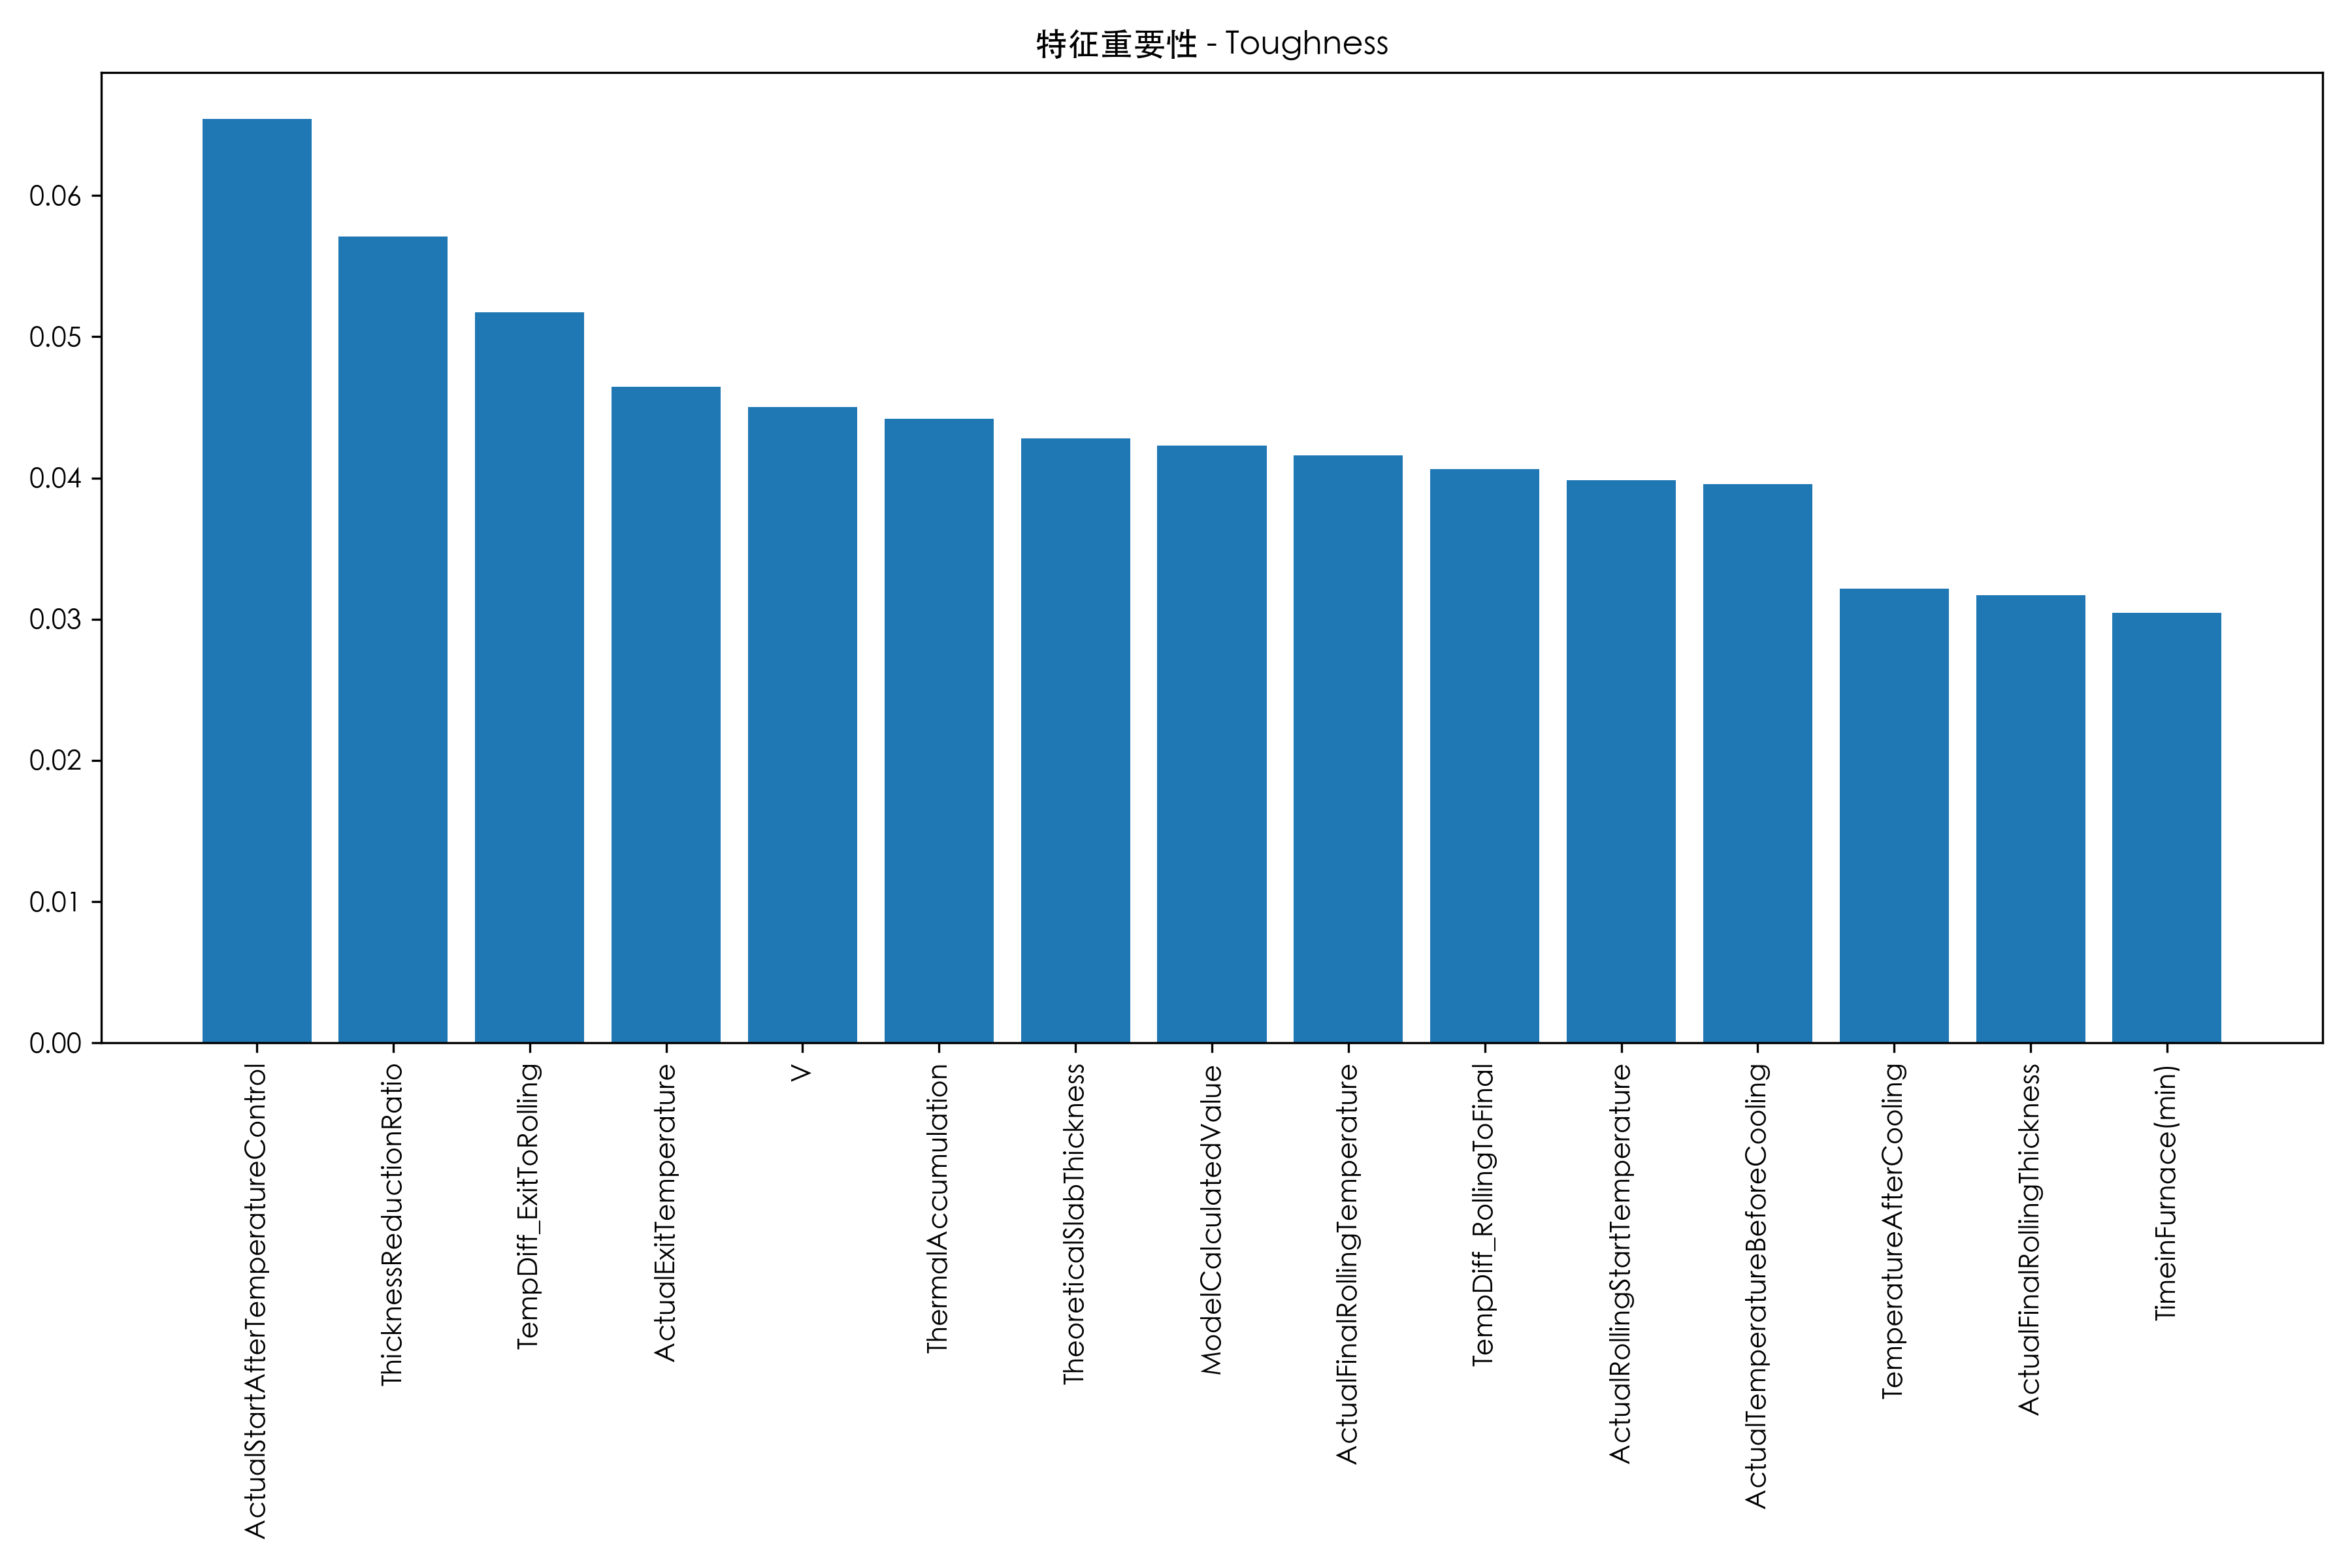 特征重要性 - Toughness
0.06
0.05
0.04
0.03
0.02
0.01
0.00
ActualStartAfterTemperatureControl
ThicknessReductionRatio
TempDiff_ExitToRolling
ActualExitTemperature
V
ThermalAccumulation
TheoreticalSlabThickness
ModelCalculatedValue
ActualFinalRollingTemperature
TempDiff_RollingToFinal
ActualRollingStartTemperature
ActualTemperatureBeforeCooling
TemperatureAfterCooling
ActualFinalRollingThickness
TimeinFurnace(min)